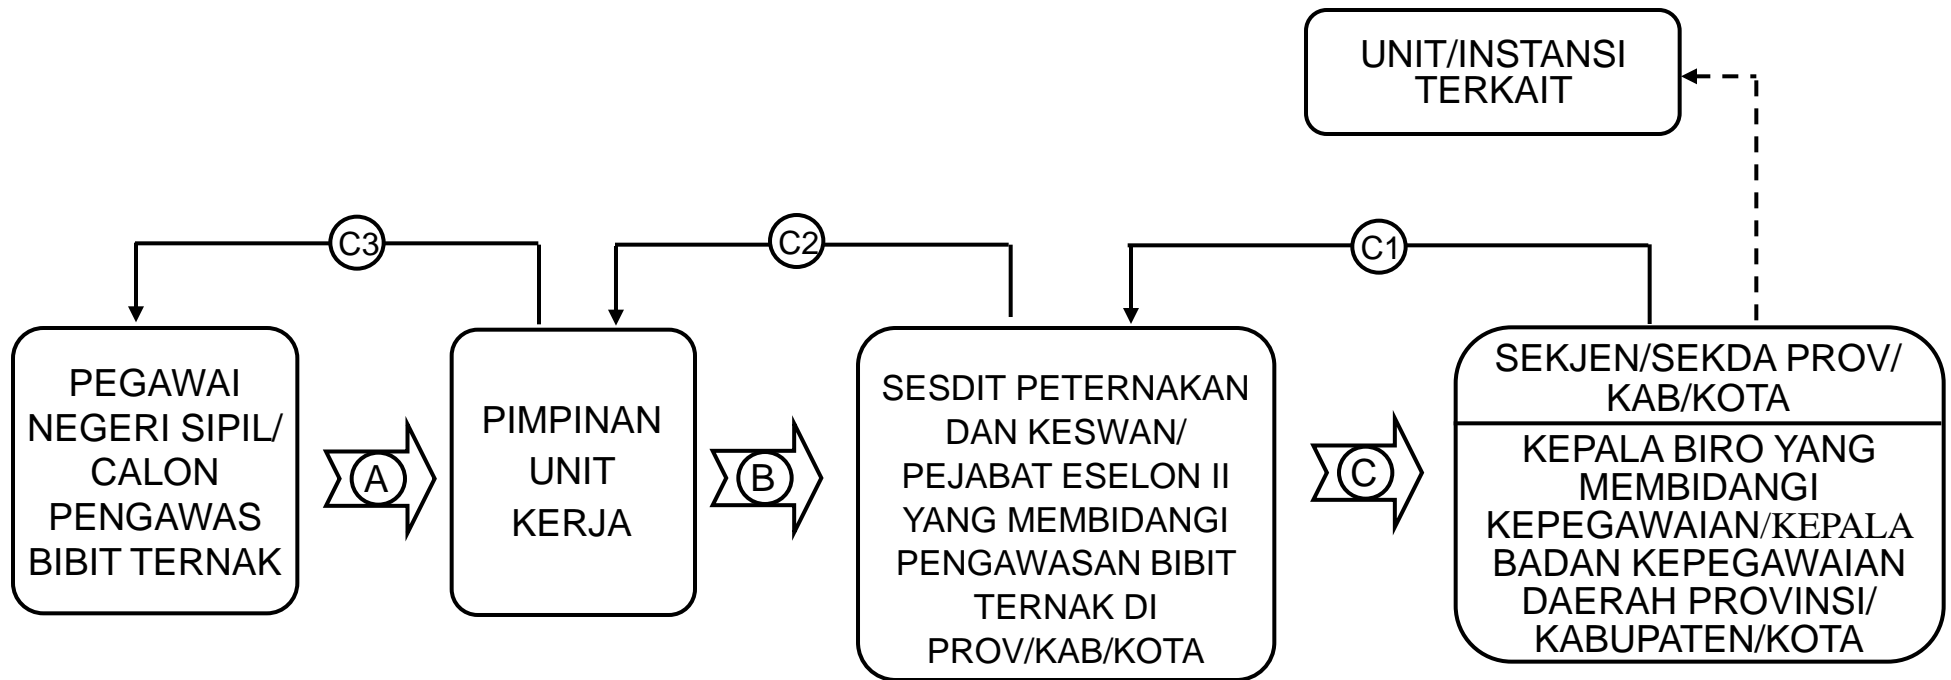 UNIT/INSTANSI
TERKAIT
C3
C2
C1
PEGAWAI
NEGERI SIPIL/
CALON
PENGAWAS
BIBIT TERNAK
A
PIMPINAN
UNIT
KERJA
B
SESDIT PETERNAKAN
DAN KESWAN/
PEJABAT ESELON II
YANG MEMBIDANGI
PENGAWASAN BIBIT
TERNAK DI
PROV/KAB/KOTA
C
SEKJEN/SEKDA PROV/
KAB/KOTA
KEPALA BIRO YANG
MEMBIDANGI
KEPEGAWAIAN/KEPALA
BADAN KEPEGAWAIAN
DAERAH PROVINSI/
KABUPATEN/KOTA